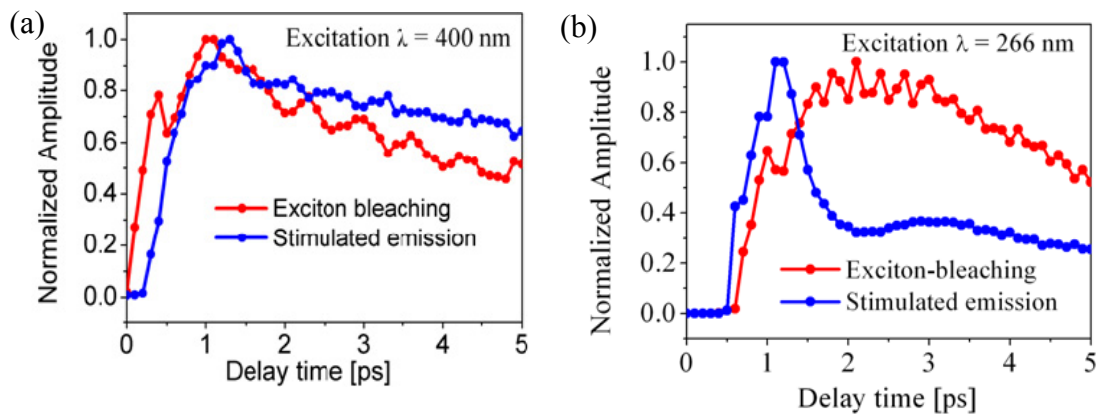 (a)
Excitation λ = 400 nm
Normalized Amplitude
1.0
0.8
0.6
0.4
0.2
0.0
Exciton bleaching
Stimulated emission
0 1 2 3 4 5
Delay time [ps]
(b)
Excitation λ = 266 nm
Normalized Amplitude
1.0
0.8
0.6
0.4
0.2
0.0
Exciton-bleaching
Stimulated emission
0 1 2 3 4 5
Delay time [ps]